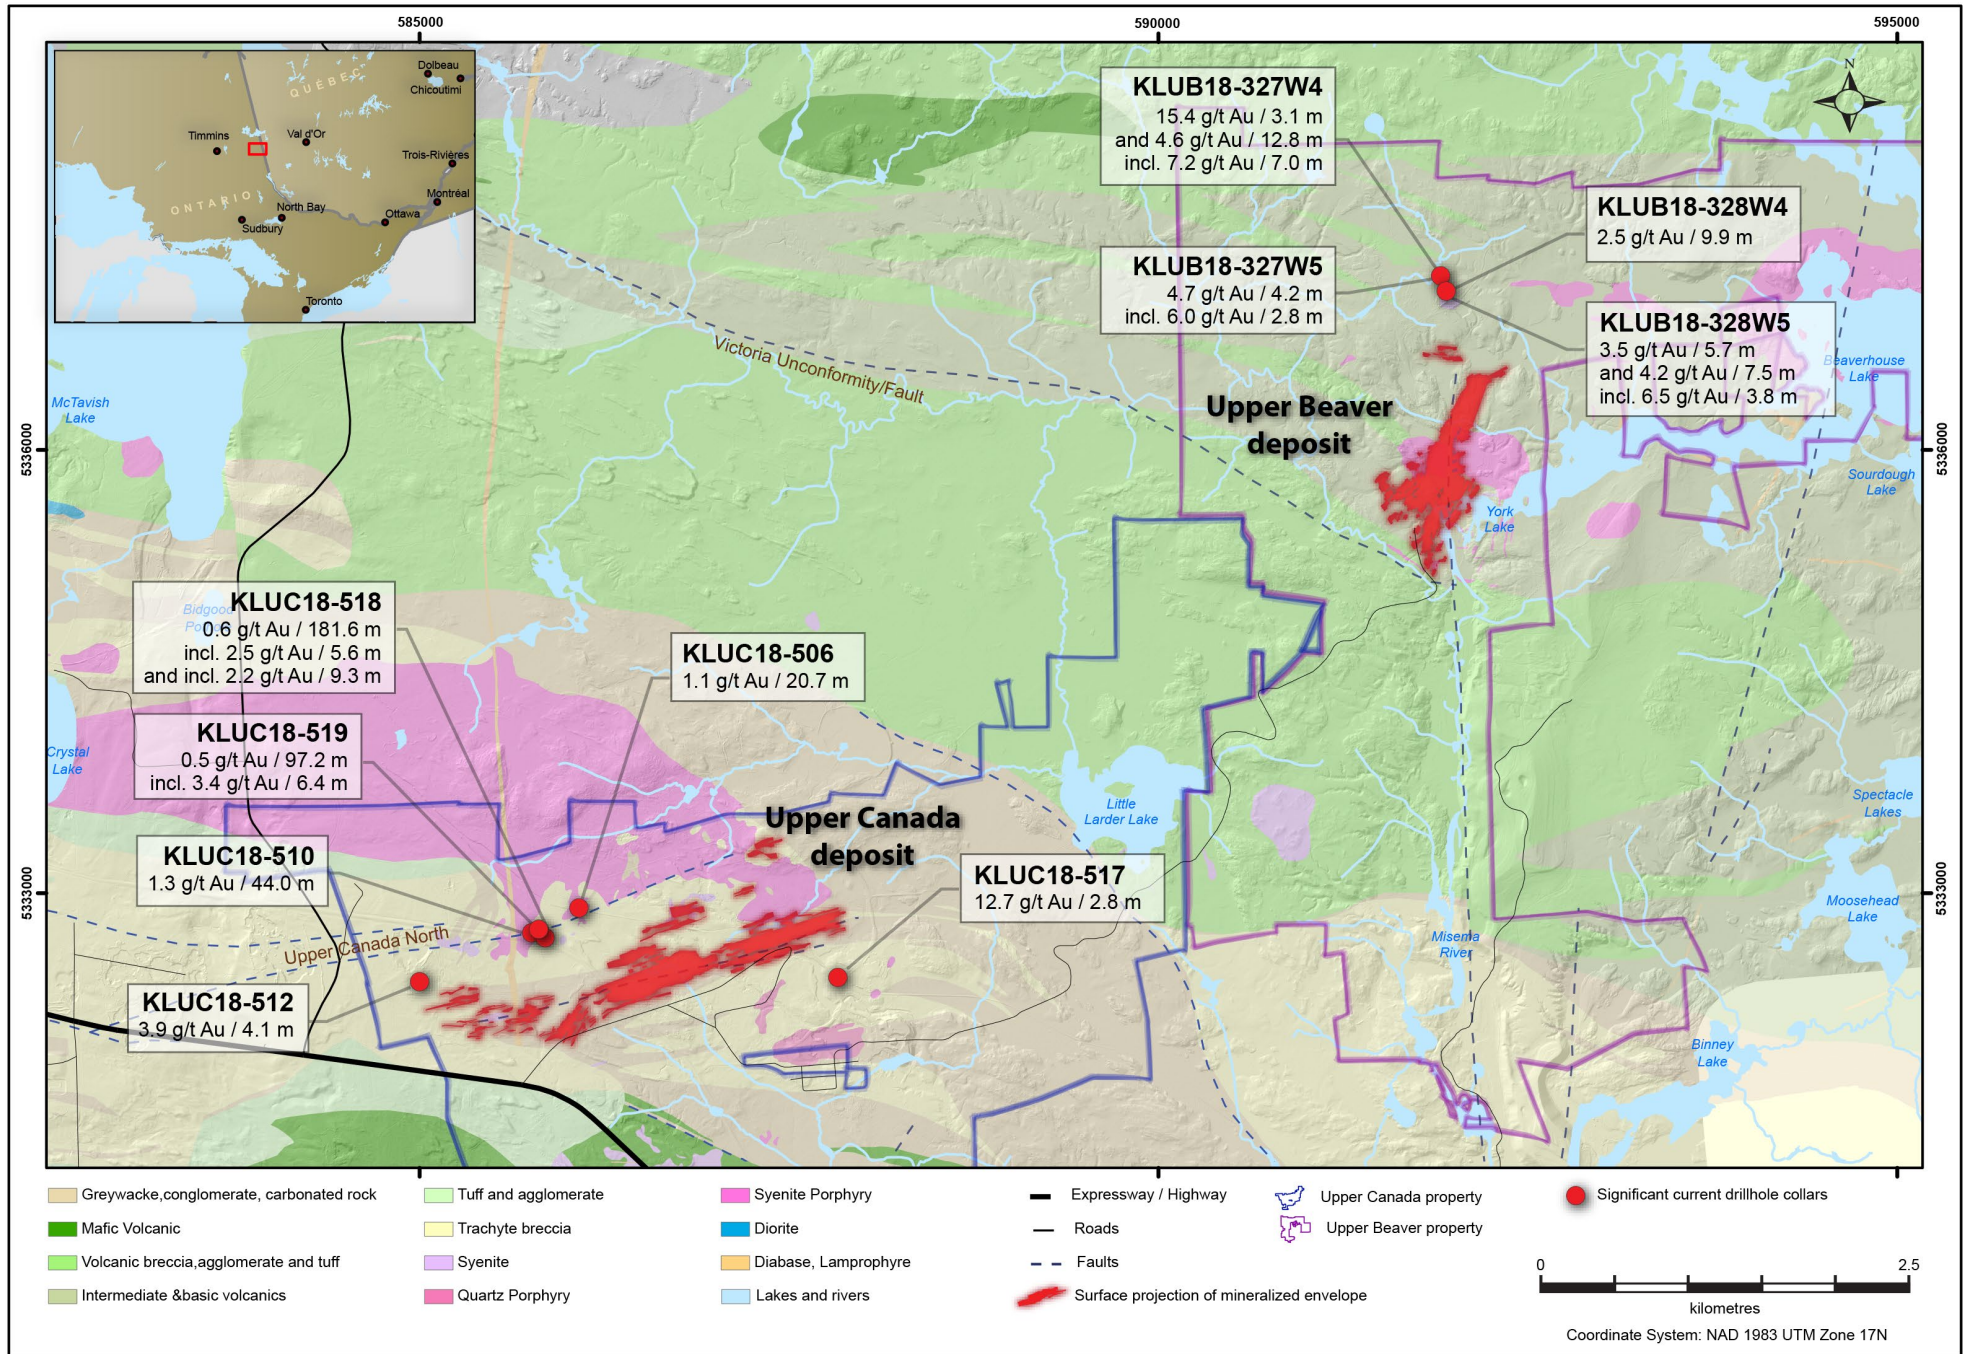 585000
590000
595000
5336000
5333000
5336000
5333000
N
QUÉBEC
ONTARIO
Dolbeau
Chicoutimi
Timmins
Val d'Or
Trois-Rivières
Montréal
North Bay
Ottawa
Sudbury
Toronto
KLUB18-327W4
15.4 g/t Au / 3.1 m
and 4.6 g/t Au / 12.8 m
incl. 7.2 g/t Au / 7.0 m
KLUB18-328W4
2.5 g/t Au / 9.9 m
KLUB18-327W5
4.7 g/t Au / 4.2 m
incl. 6.0 g/t Au / 2.8 m
KLUB18-328W5
3.5 g/t Au / 5.7 m
and 4.2 g/t Au / 7.5 m
incl. 6.5 g/t Au / 3.8 m
Victoria Unconformity/Fault
Beaverhouse
Lake
McTavish
Lake
Upper Beaver
deposit
Sourdough
Lake
York
Lake
Bidgood
KLUC18-518
0.6 g/t Au / 181.6 m
incl. 2.5 g/t Au / 5.6 m
and incl. 2.2 g/t Au / 9.3 m
KLUC18-506
1.1 g/t Au / 20.7 m
KLUC18-519
0.5 g/t Au / 97.2 m
incl. 3.4 g/t Au / 6.4 m
Crystal
Lake
Little
Larder Lake
Spectacle
Lakes
Upper Canada
deposit
KLUC18-510
1.3 g/t Au / 44.0 m
KLUC18-517
12.7 g/t Au / 2.8 m
Moosehead
Lake
Upper Canada North
Misema
River
KLUC18-512
3.9 g/t Au / 4.1 m
Binney
Lake
Greywacke,conglomerate, carbonated rock
Mafic Volcanic
Volcanic breccia,agglomerate and tuff
Intermediate &basic volcanics
Tuff and agglomerate
Trachyte breccia
Syenite
Quartz Porphyry
Syenite Porphyry
Diorite
Diabase, Lamprophyre
Lakes and rivers
Expressway / Highway
Roads
Faults
Surface projection of mineralized envelope
Upper Canada property
Upper Beaver property
Significant current drillhole collars
0
2.5
kilometres
Coordinate System: NAD 1983 UTM Zone 17N